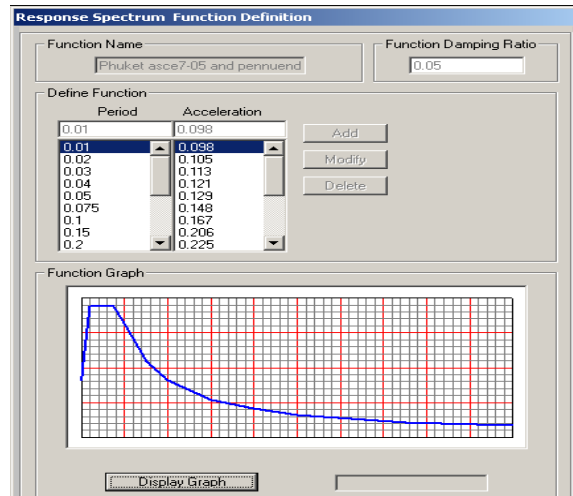 Response Spectrum Function Definition
Function Name
Function Damping Ratio
Phuket asce7-05 and pennuend
0.05
Define Function
Period Acceleration
0.01 0.098
Add
0.01 0.098
0.02 0.105
Modify
0.03 0.113
0.04 0.121
Delete
0.05 0.129
0.075 0.148
0.1 0.167
0.15 0.206
0.2 0.225
Function Graph
Display Graph